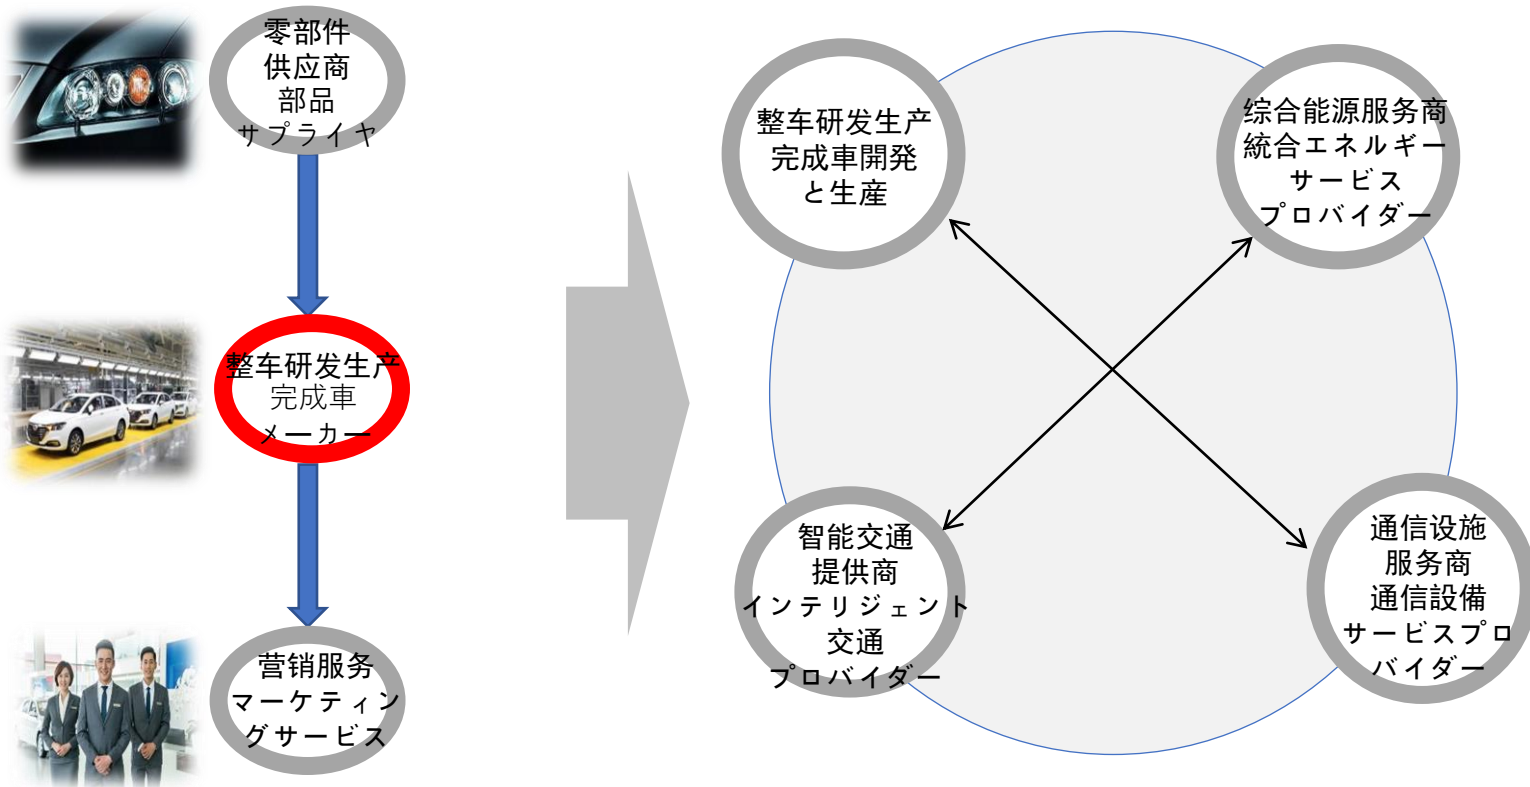 零部件
供应商
部品
サプライヤ
整车研发生产
完成車
メーカー
营销服务
マーケティン
グサービス
整车研发生产
完成車開発
と生産
综合能源服务商
統合エネルギー
サービス
プロバイダー
智能交通
提供商
インテリジェント
交通
プロバイダー
通信设施
服务商
通信設備
サービスプロ
バイダー